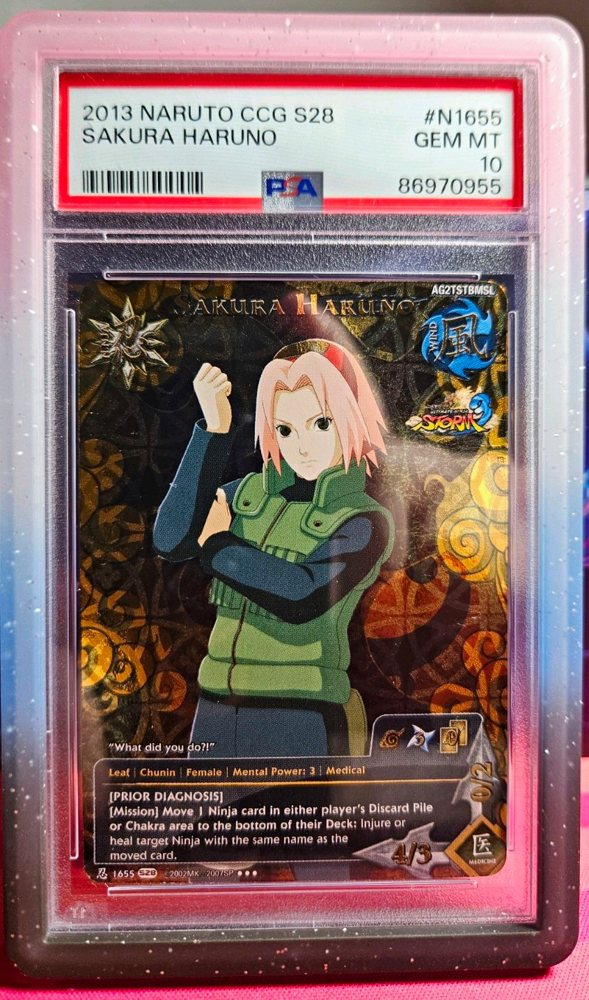 2013 NARUTO CCG S28 #N1655
SAKURA HARUNO GEM MT
10
PSA 86970955
AG2TSTBMSL
SAKURA HARUNO
WIND
風
STORM 3
"What did you do?!"
Leaf | Chunin | Female | Mental Power: 3 | Medical
[PRIOR DIAGNOSIS]
[Mission] Move 1 Ninja card in either player's Discard Pile
or Chakra area to the bottom of their Deck: Injure or
heal target Ninja with the same name as the
moved card.
0/2
4/3
医
MEDICINE
忍 1655 S28 ©2002MK 2007SP